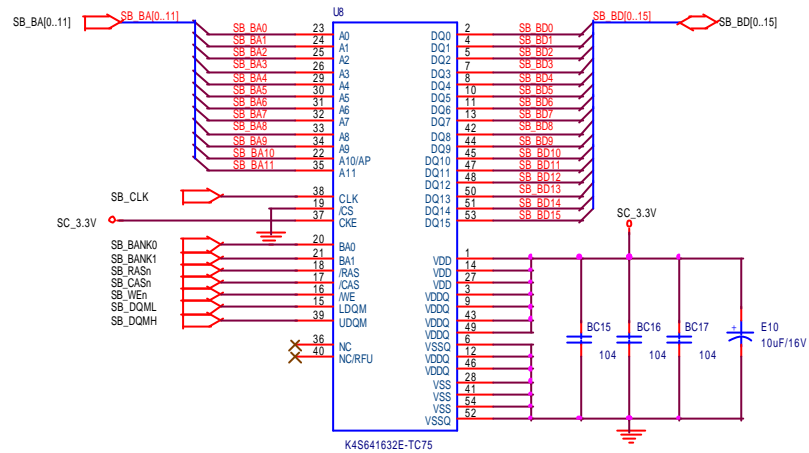 U8
SB_BA[0..11] SB_BA[0..11] SB_BD[0..15] SB_BD[0..15]
SB_BA0 23 A0 DQ0 2 SB_BD0
SB_BA1 24 A1 DQ1 4 SB_BD1
SB_BA2 25 A2 DQ2 5 SB_BD2
SB_BA3 26 A3 DQ3 7 SB_BD3
SB_BA4 29 A4 DQ4 8 SB_BD4
SB_BA5 30 A5 DQ5 10 SB_BD5
SB_BA6 31 A6 DQ6 11 SB_BD6
SB_BA7 32 A7 DQ7 13 SB_BD7
SB_BA8 33 A8 DQ8 42 SB_BD8
SB_BA9 34 A9 DQ9 44 SB_BD9
SB_BA10 22 A10/AP DQ10 45 SB_BD10
SB_BA11 35 A11 DQ11 47 SB_BD11
DQ12 48 SB_BD12
SB_CLK 38 CLK DQ13 50 SB_BD13
19 /CS DQ14 51 SB_BD14
SC_3.3V 37 CKE DQ15 53 SB_BD15
SC_3.3V
SB_BANK0 20 BA0 VDD 1
SB_BANK1 21 BA1 VDD 14
SB_RASn 18 /RAS VDD 27
SB_CASn 17 /CAS VDDQ 3
SB_WEn 16 /WE VDDQ 9
SB_DQML 15 LDQM VDDQ 43
SB_DQMH 39 UDQM VDDQ 49
36 NC VSSQ 6
40 NC/RFU VDDQ 12
VDDQ 46
VSS 28
VSS 41
VSS 54
VSSQ 52
BC15 BC16 BC17 + E10
104 104 104 10uF/16V
K4S641632E-TC75